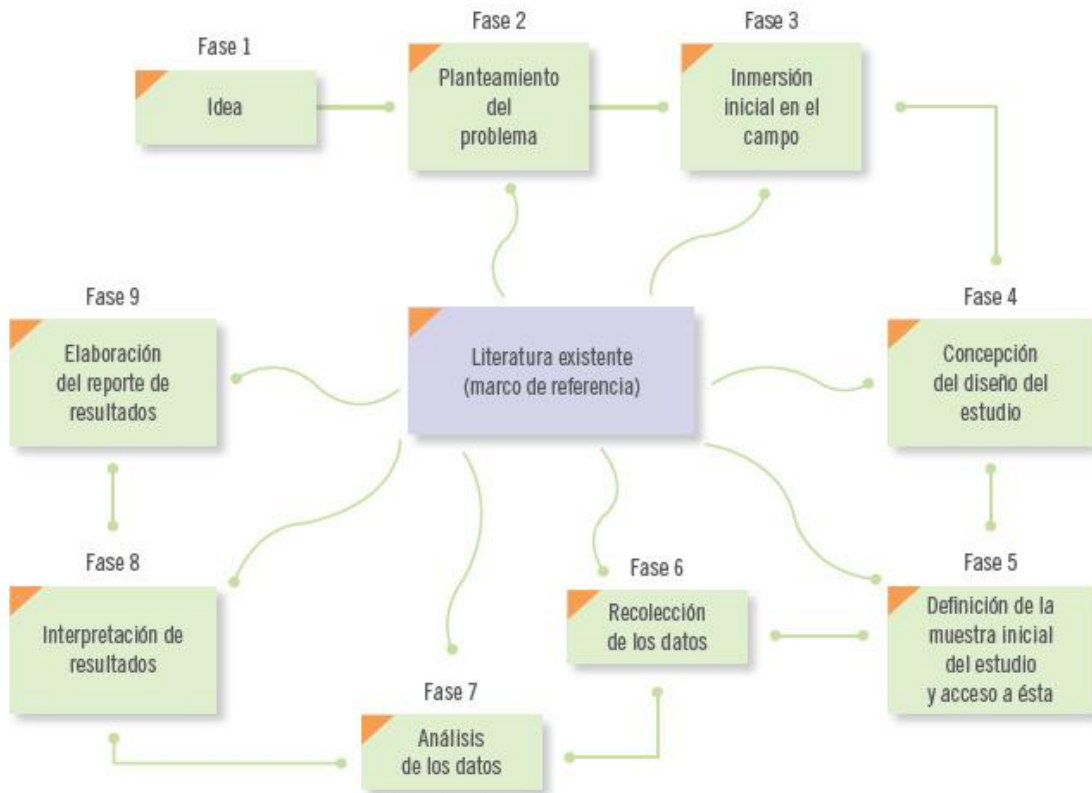 Fase 1
Idea
Fase 2
Planteamiento
del
problema
Fase 3
Inmersión
inicial en el
campo
Fase 4
Concepción
del diseño del
estudio
Fase 5
Definición de la
muestra inicial
del estudio
y acceso a ésta
Fase 6
Recolección
de los datos
Fase 7
Análisis
de los datos
Fase 8
Interpretación de
resultados
Fase 9
Elaboración
del reporte de
resultados
Literatura existente
(marco de referencia)